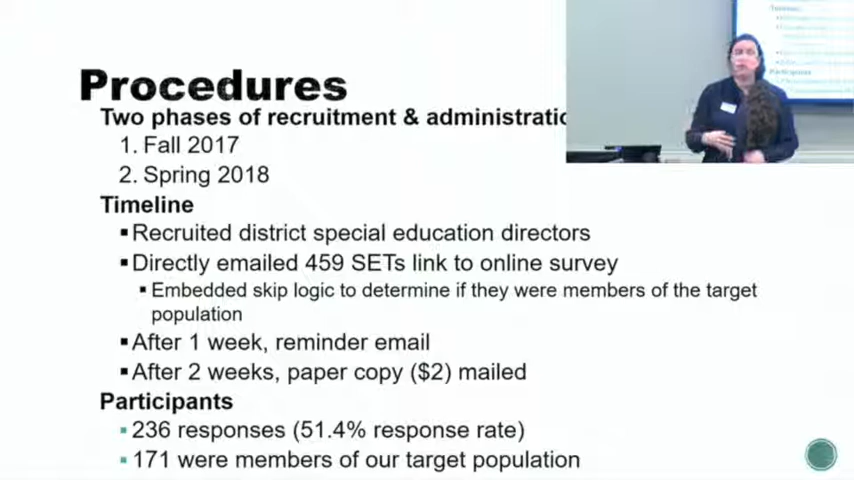 Procedures
Two phases of recruitment & administratio
1. Fall 2017
2. Spring 2018
Timeline
▪Recruited district special education directors
▪Directly emailed 459 SETs link to online survey
▪Embedded skip logic to determine if they were members of the target
population
▪After 1 week, reminder email
▪After 2 weeks, paper copy ($2) mailed
Participants
▪236 responses (51.4% response rate)
▪171 were members of our target population